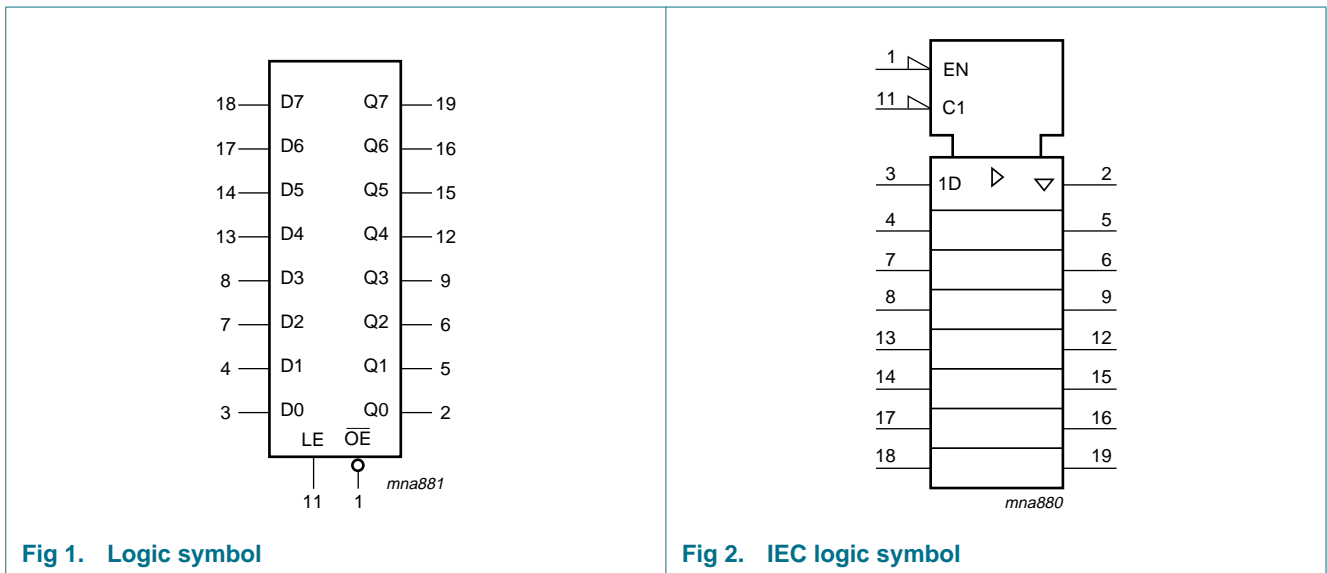 18 D7 Q7 19
17 D6 Q6 16
14 D5 Q5 15
13 D4 Q4 12
8 D3 Q3 9
7 D2 Q2 6
4 D1 Q1 5
3 D0 Q0 2
LE O̅E̅
11 1
mna881
Fig 1. Logic symbol
1 EN
11 C1
3 1D 2
4 5
7 6
8 9
13 12
14 15
17 16
18 19
mna880
Fig 2. IEC logic symbol